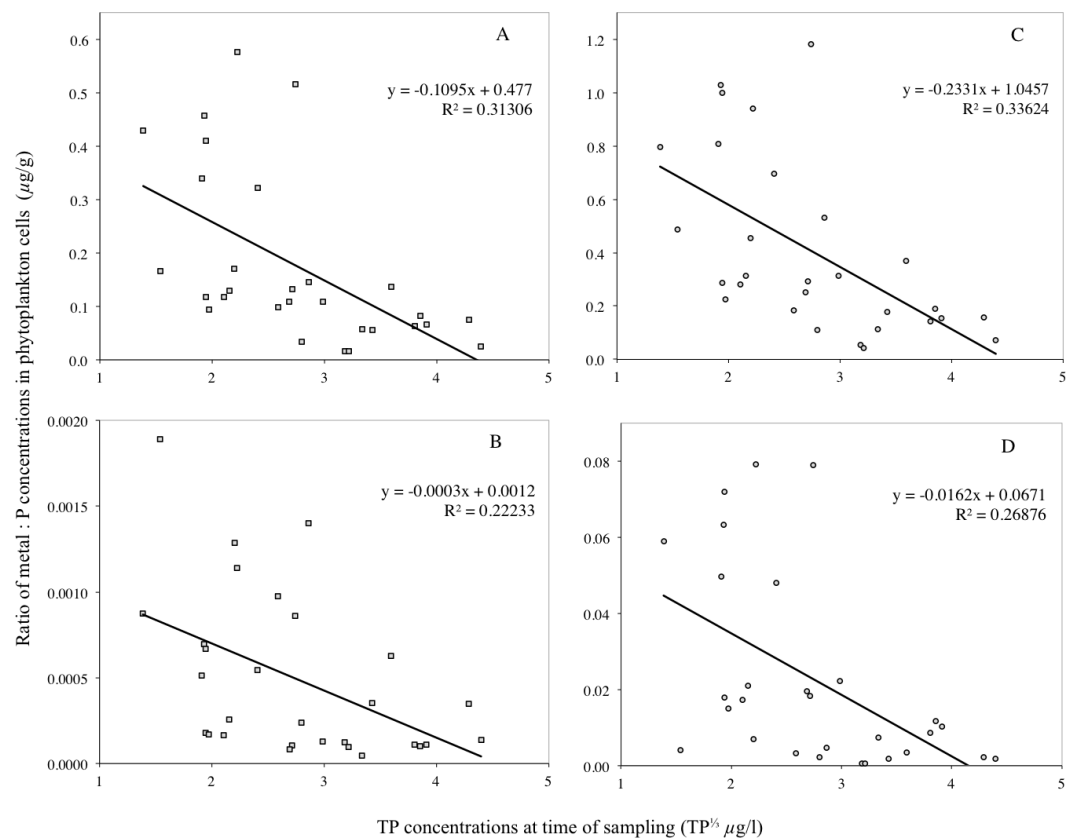 Ratio of metal : P concentrations in phytoplankton cells (µg/g)
A
y = -0.1095x + 0.477
R² = 0.31306
0.6
0.5
0.4
0.3
0.2
0.1
0.0
1 2 3 4 5
C
y = -0.2331x + 1.0457
R² = 0.33624
1.2
1.0
0.8
0.6
0.4
0.2
0.0
1 2 3 4 5
B
y = -0.0003x + 0.0012
R² = 0.22233
0.0020
0.0015
0.0010
0.0005
0.0000
1 2 3 4 5
D
y = -0.0162x + 0.0671
R² = 0.26876
0.08
0.06
0.04
0.02
0.00
1 2 3 4 5
TP concentrations at time of sampling (TP⅓ µg/l)